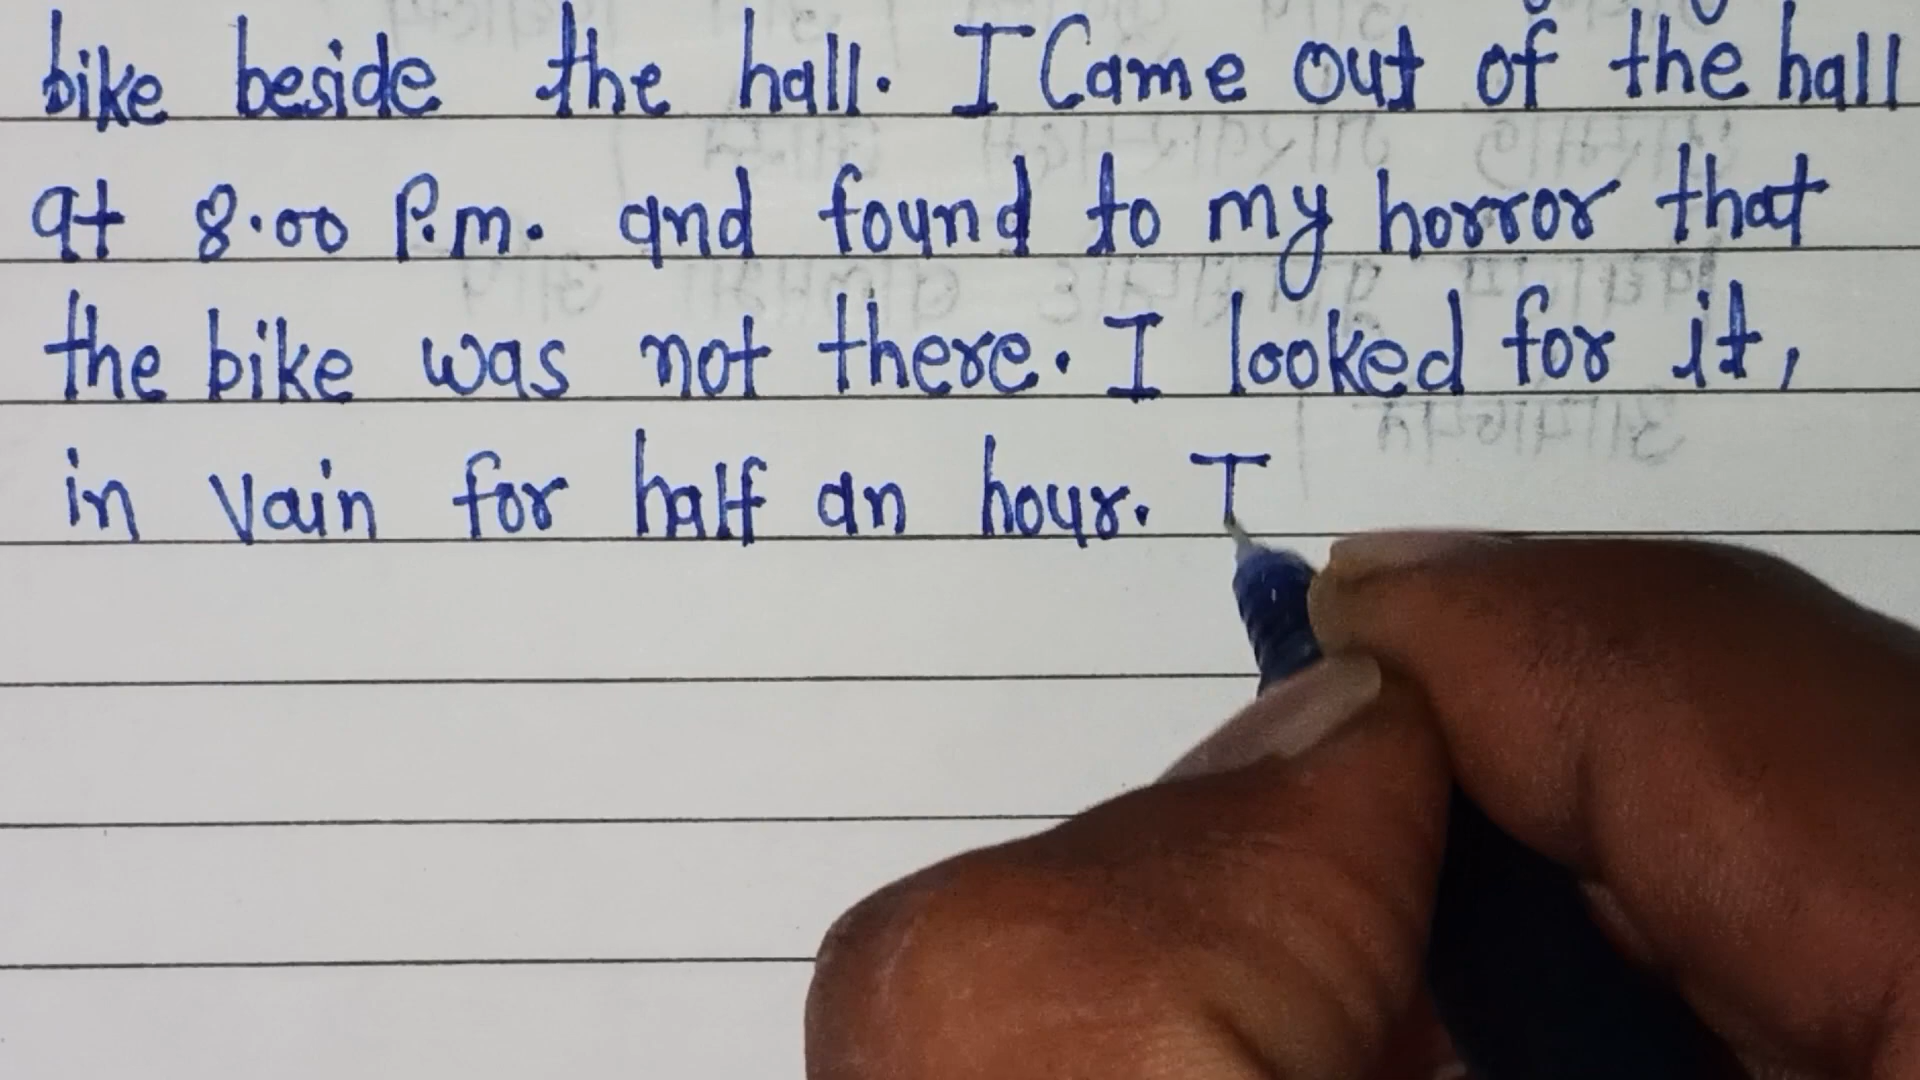 bike beside the hall. I Came out of the hall
at 8.00 P.m. and found to my horror that
the bike was not there. I looked for it,
in vain for half an hour. I